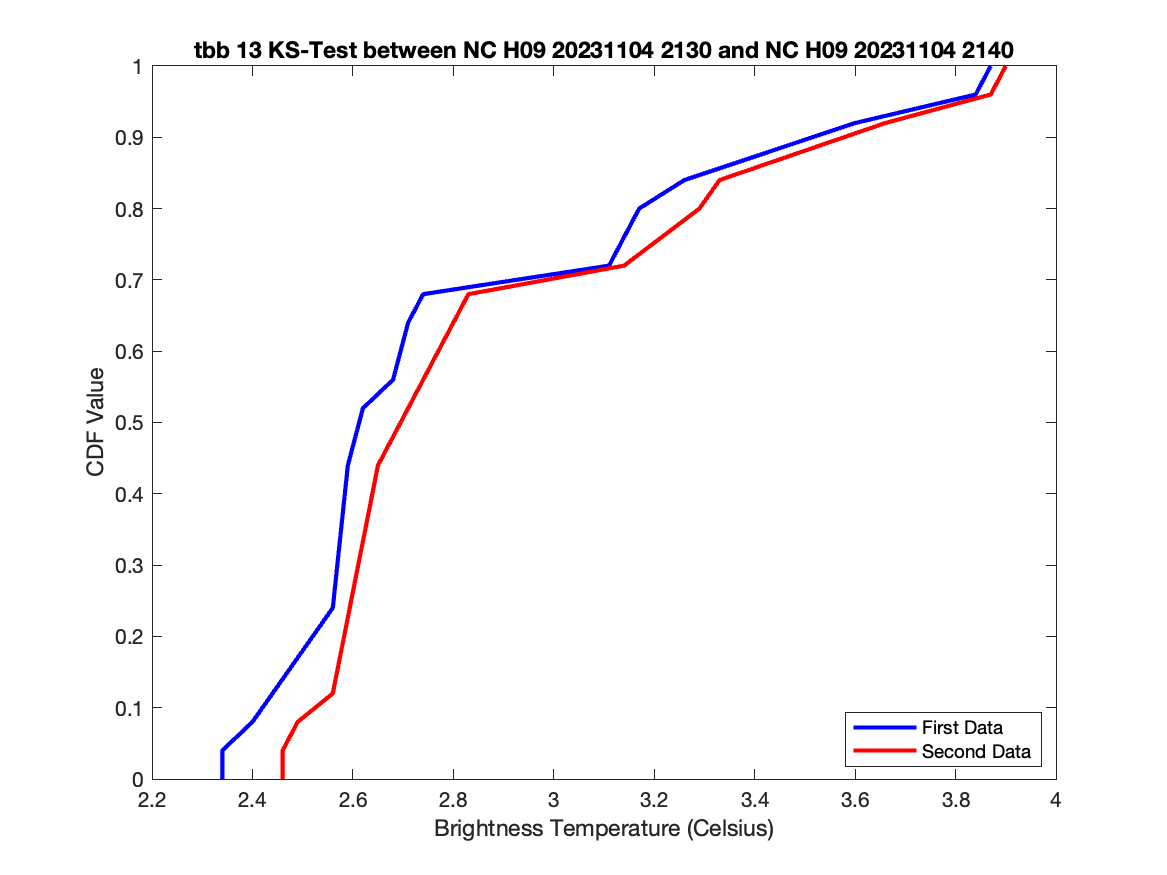 tbb 13 KS-Test between NC H09 20231104 2130 and NC H09 20231104 2140
1
0.9
0.8
0.7
0.6
0.5
0.4
0.3
0.2
0.1
0
CDF Value
First Data
Second Data
2.2 2.4 2.6 2.8 3 3.2 3.4 3.6 3.8 4
Brightness Temperature (Celsius)